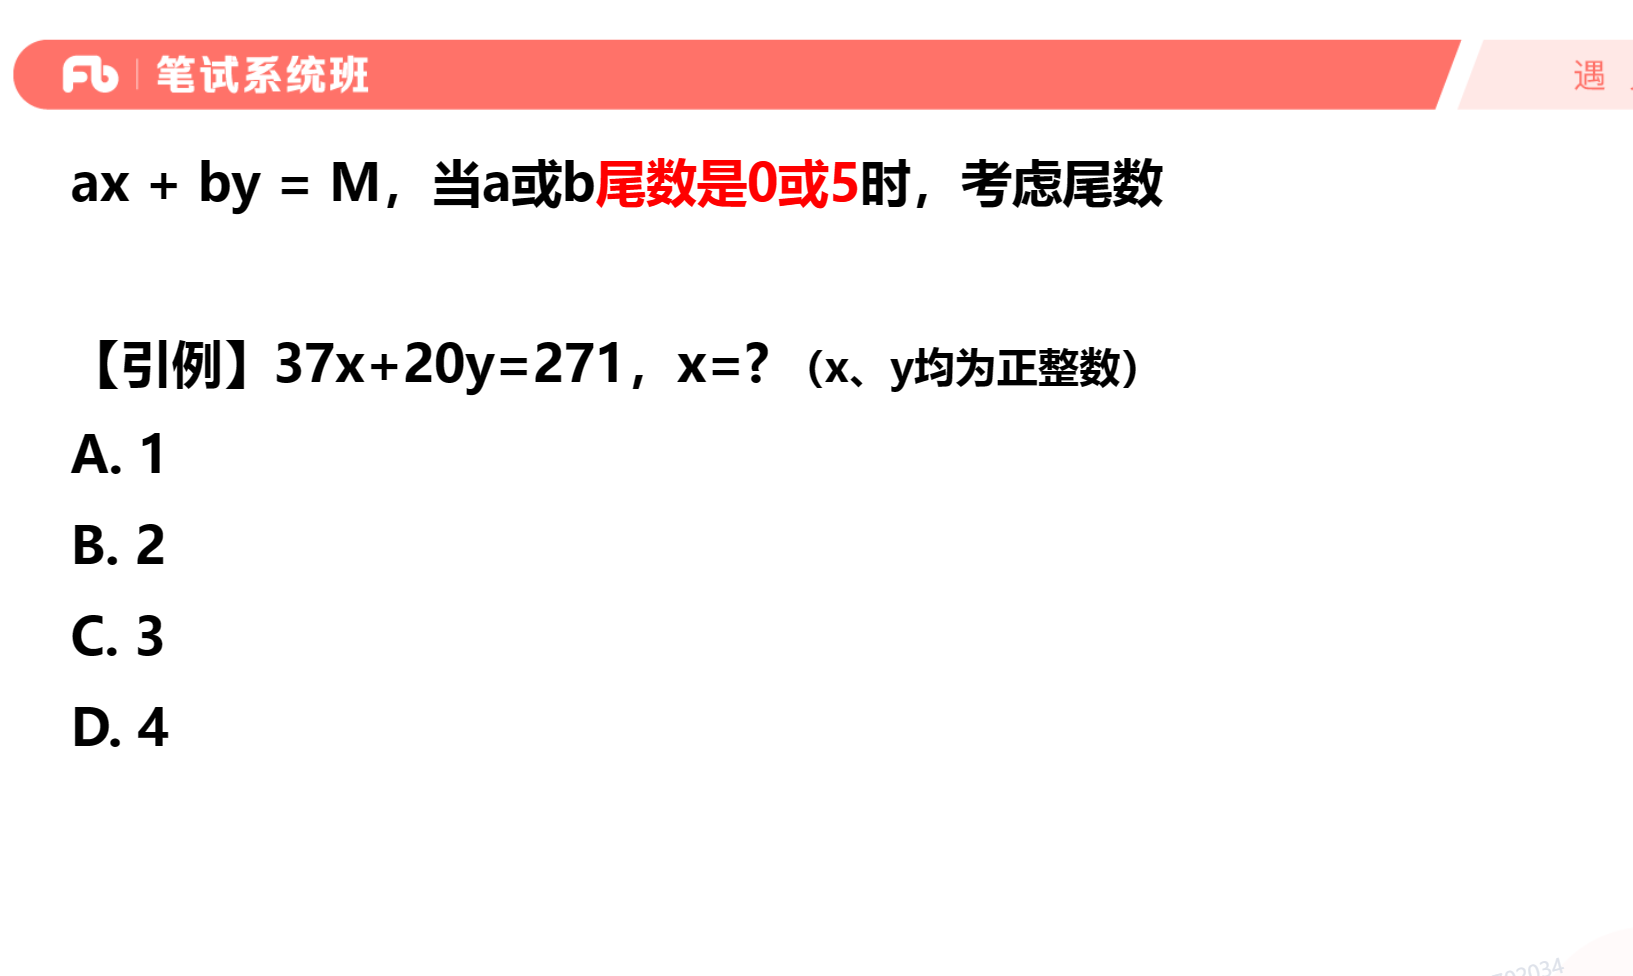 Fb | 笔试系统班
遇
ax + by = M，当a或b尾数是0或5时，考虑尾数
【引例】37x+20y=271，x=?（x、y均为正整数）
A. 1
B. 2
C. 3
D. 4